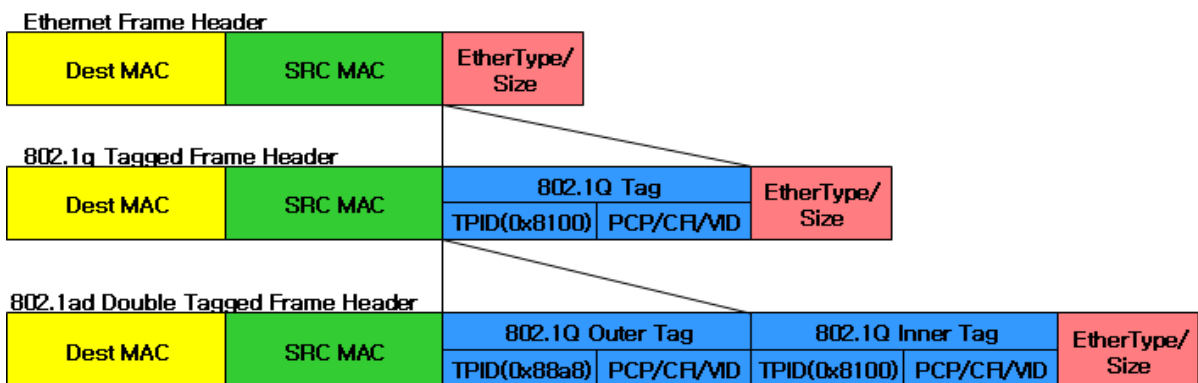 Ethernet Frame Header
Dest MAC SRC MAC EtherType/
Size
802.1q Tagged Frame Header
Dest MAC SRC MAC 802.1Q Tag EtherType/
TPID(0x8100) PCP/CFI/VID Size
802.1ad Double Tagged Frame Header
Dest MAC SRC MAC 802.1Q Outer Tag 802.1Q Inner Tag EtherType/
TPID(0x88a8) PCP/CFI/VID TPID(0x8100) PCP/CFI/VID Size